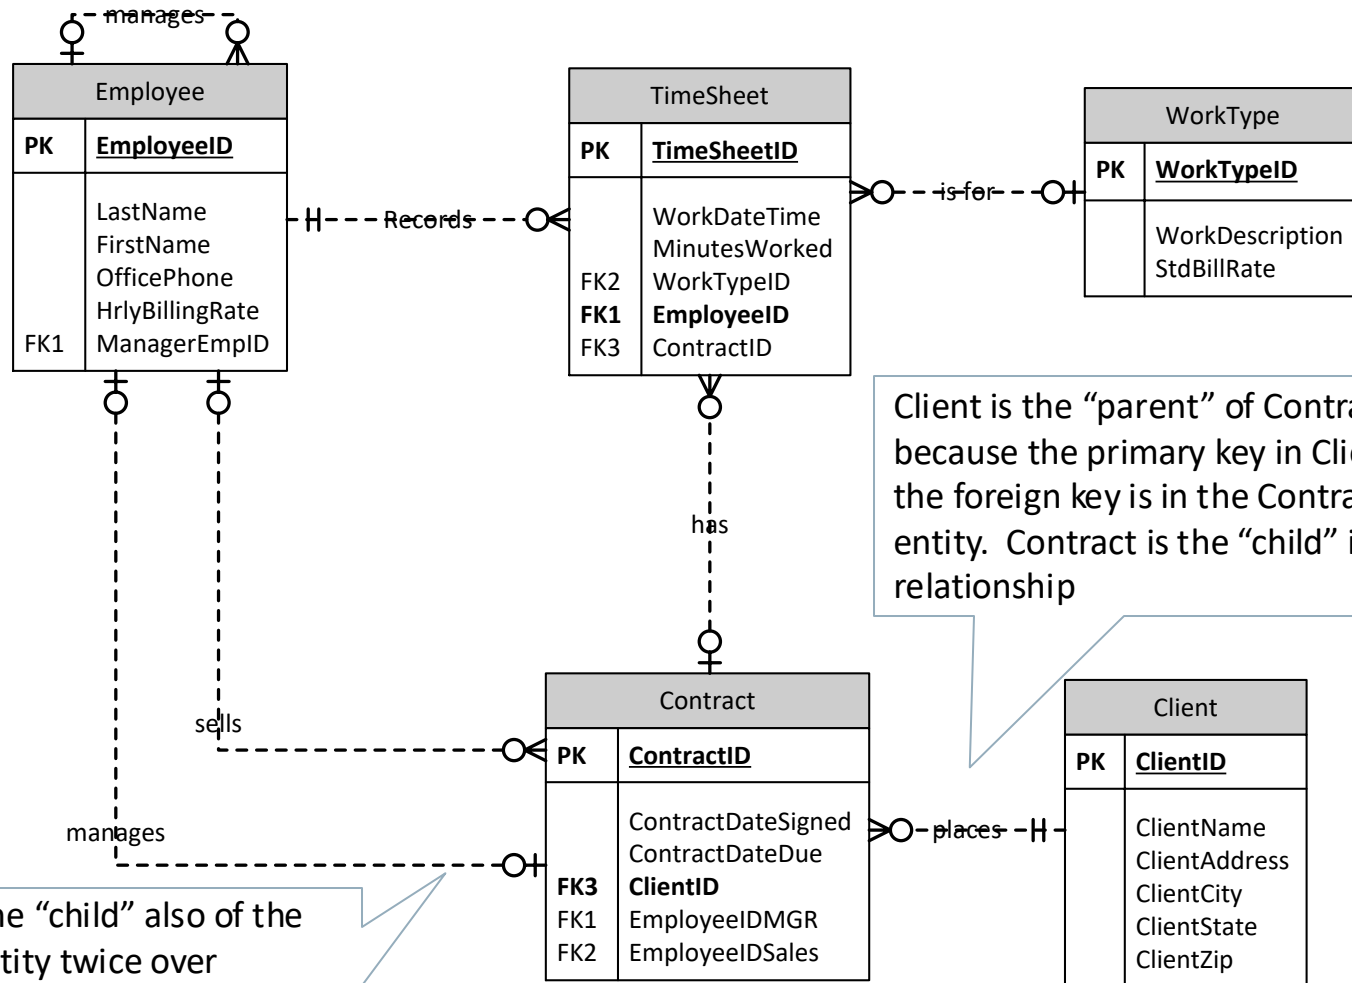 manages
Employee
PK EmployeeID
LastName
FirstName
OfficePhone
HrlyBillingRate
FK1 ManagerEmpID
Records
TimeSheet
PK TimeSheetID
WorkDateTime
MinutesWorked
FK2 WorkTypeID
FK1 EmployeeID
FK3 ContractID
is for
WorkType
PK WorkTypeID
WorkDescription
StdBillRate
Client is the “parent” of Contra
because the primary key in Clie
the foreign key is in the Contra
entity. Contract is the “child” i
relationship
has
sells
manages
Contract
PK ContractID
ContractDateSigned
ContractDateDue
FK3 ClientID
FK1 EmployeeIDMGR
FK2 EmployeeIDSales
places
Client
PK ClientID
ClientName
ClientAddress
ClientCity
ClientState
ClientZip
ne “child” also of the
tity twice over